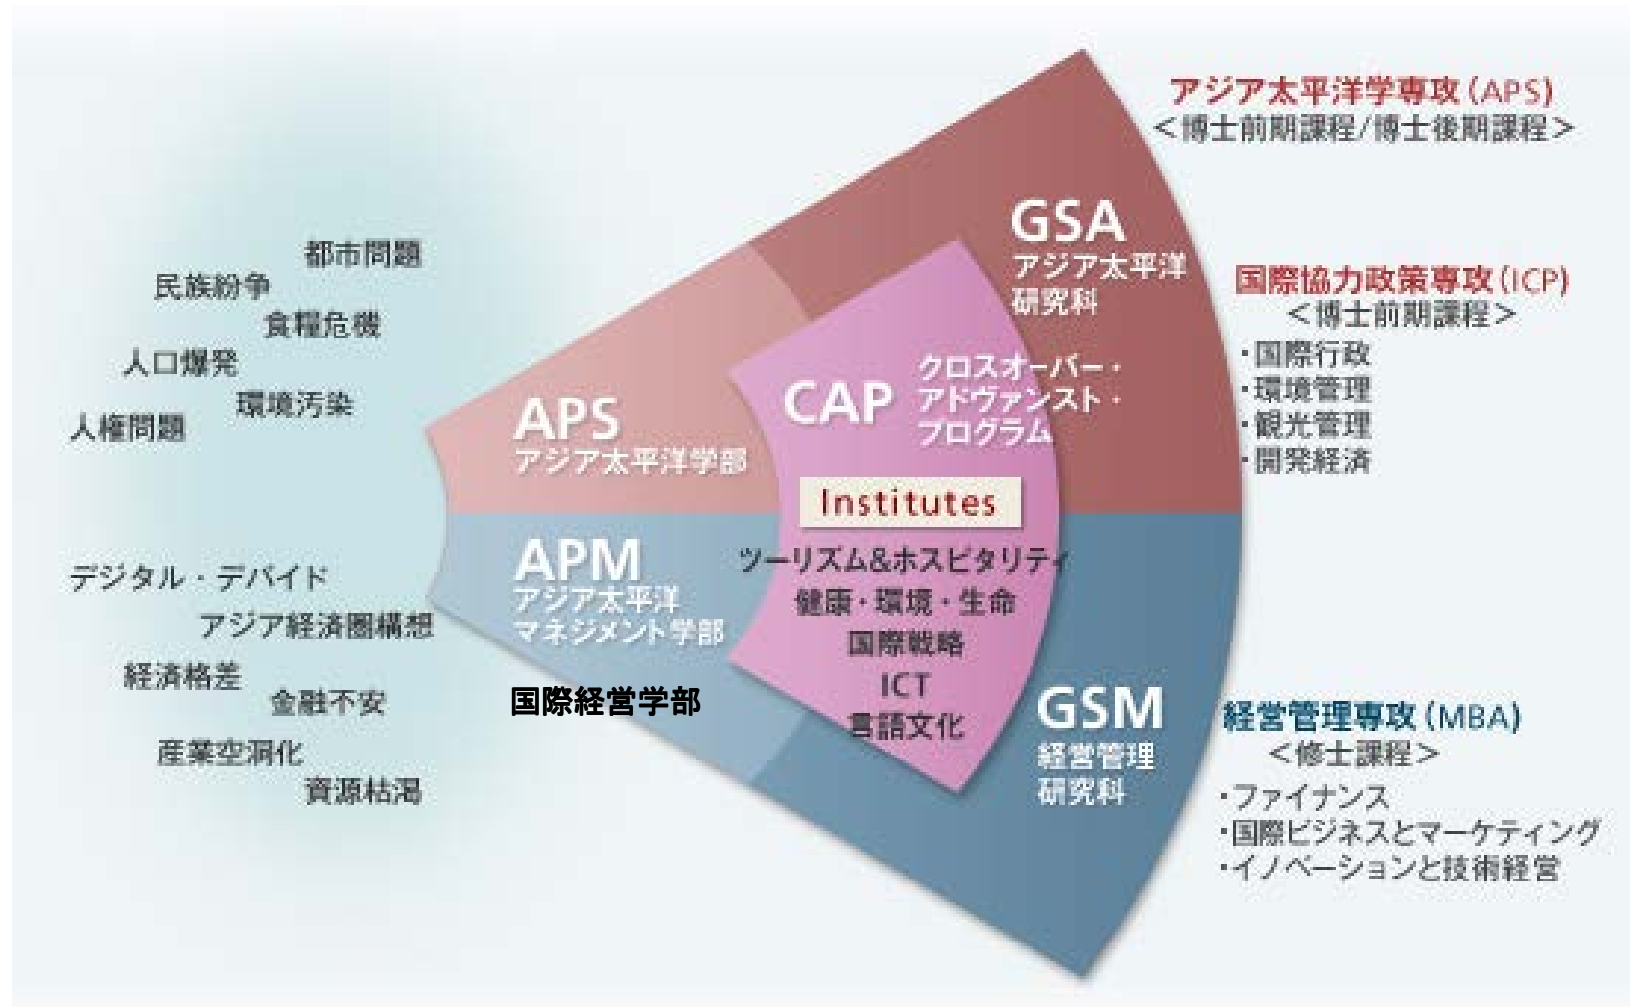 都市問題
民族紛争
食糧危機
人口爆発
環境汚染
人権問題
デジタル・デバイド
アジア経済圏構想
経済格差
金融不安
産業空洞化
資源枯渇
APS
アジア太平洋学部
APM
アジア太平洋
マネジメント学部
国際経営学部
CAP
クロスオーバー・
アドヴァンスト・
プログラム
Institutes
ツーリズム&ホスピタリティ
健康・環境・生命
国際戦略
ICT
言語文化
GSA
アジア太平洋
研究科
GSM
経営管理
研究科
アジア太平洋学専攻(APS)
＜博士前期課程/博士後期課程＞
国際協力政策専攻(ICP)
＜博士前期課程＞
・国際行政
・環境管理
・観光管理
・開発経済
経営管理専攻(MBA)
＜修士課程＞
・ファイナンス
・国際ビジネスとマーケティング
・イノベーションと技術経営